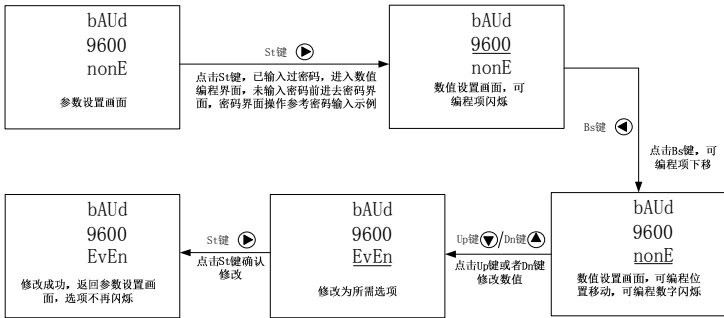 bAUd
9600
nonE
参数设置画面
St键
点击St键，已输入过密码，进入数值
编程界面，未输入密码前进去密码界
面，密码界面操作参考密码输入示例
bAUd
9600
nonE
数值设置画面，可
编程项闪烁
Bs键
点击Bs键，可
编程项下移
bAUd
9600
nonE
数值设置画面，可编程位
置移动，可编程数字闪烁
Up键/Dn键
点击Up键或者Dn键
修改数值
bAUd
9600
EvEn
修改为所需选项
St键
点击St键确认
修改
bAUd
9600
EvEn
修改成功，返回参数设置画
面，选项不再闪烁